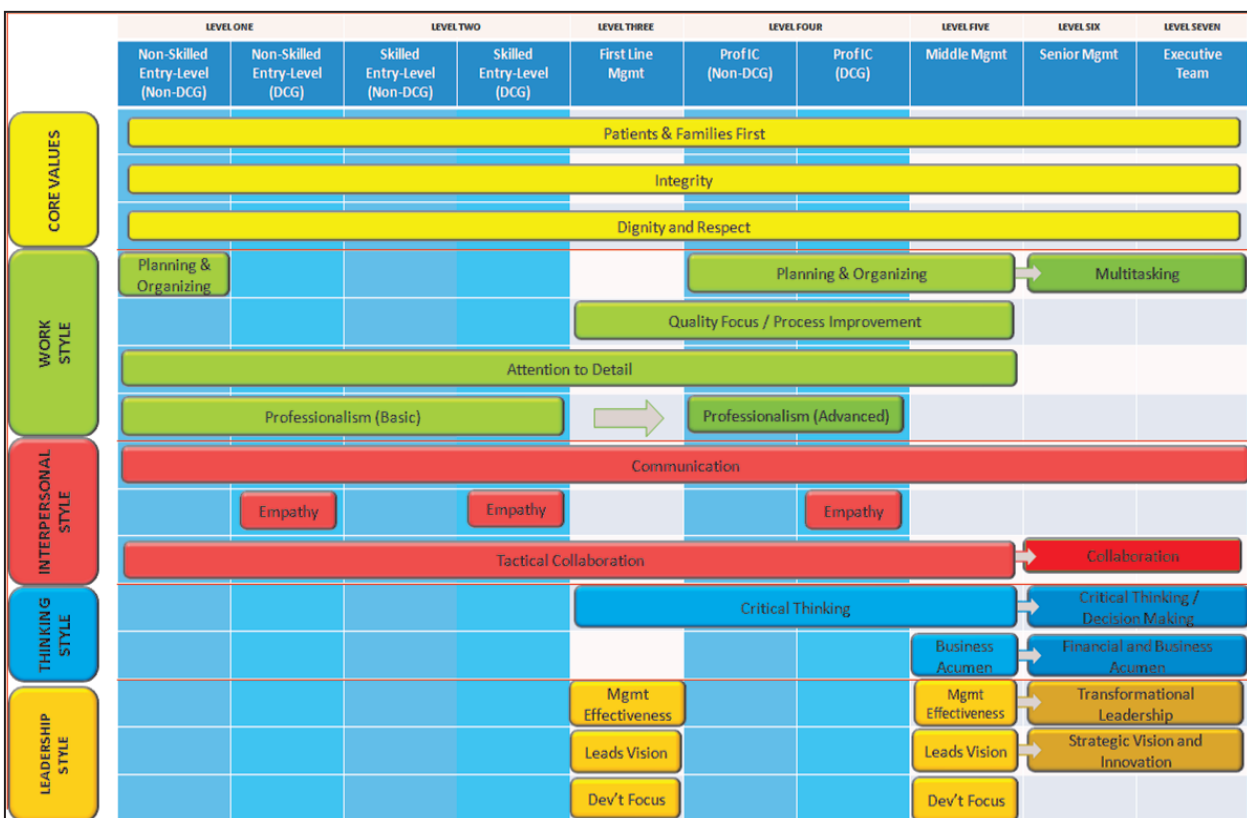 LEVEL ONE LEVEL TWO LEVEL THREE LEVEL FOUR LEVEL FIVE LEVEL SIX LEVEL SEVEN
Non-Skilled
Entry-Level
(Non-DCG)
Non-Skilled
Entry-Level
(DCG)
Skilled
Entry-Level
(Non-DCG)
Skilled
Entry-Level
(DCG)
First Line
Mgmt
Prof IC
(Non-DCG)
Prof IC
(DCG)
Middle Mgmt
Senior Mgmt
Executive
Team
CORE VALUES
Patients & Families First
Integrity
Dignity and Respect
WORK
STYLE
Planning &
Organizing
Planning & Organizing
Multitasking
Quality Focus / Process Improvement
Attention to Detail
Professionalism (Basic)
Professionalism (Advanced)
INTERPERSONAL
STYLE
Communication
Empathy
Empathy
Empathy
Tactical Collaboration
Collaboration
THINKING
STYLE
Critical Thinking
Critical Thinking /
Decision Making
Business
Acumen
Financial and Business
Acumen
LEADERSHIP
STYLE
Mgmt
Effectiveness
Mgmt
Effectiveness
Transformational
Leadership
Leads Vision
Leads Vision
Strategic Vision and
Innovation
Dev't Focus
Dev't Focus